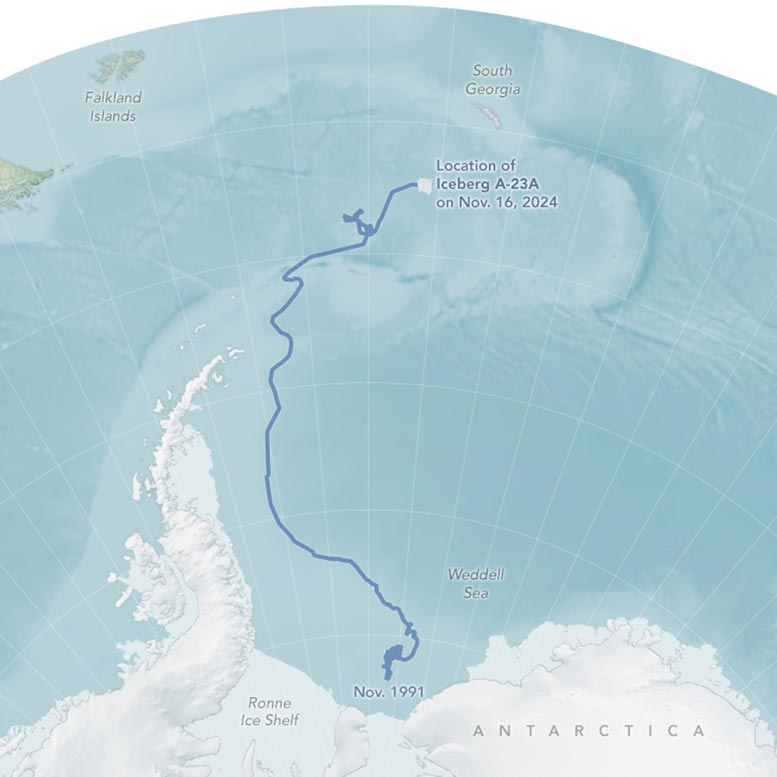 Falkland
Islands
South
Georgia
Location of
Iceberg A-23A
on Nov. 16, 2024
Weddell
Sea
Nov. 1991
Ronne
Ice Shelf
ANTARCTICA